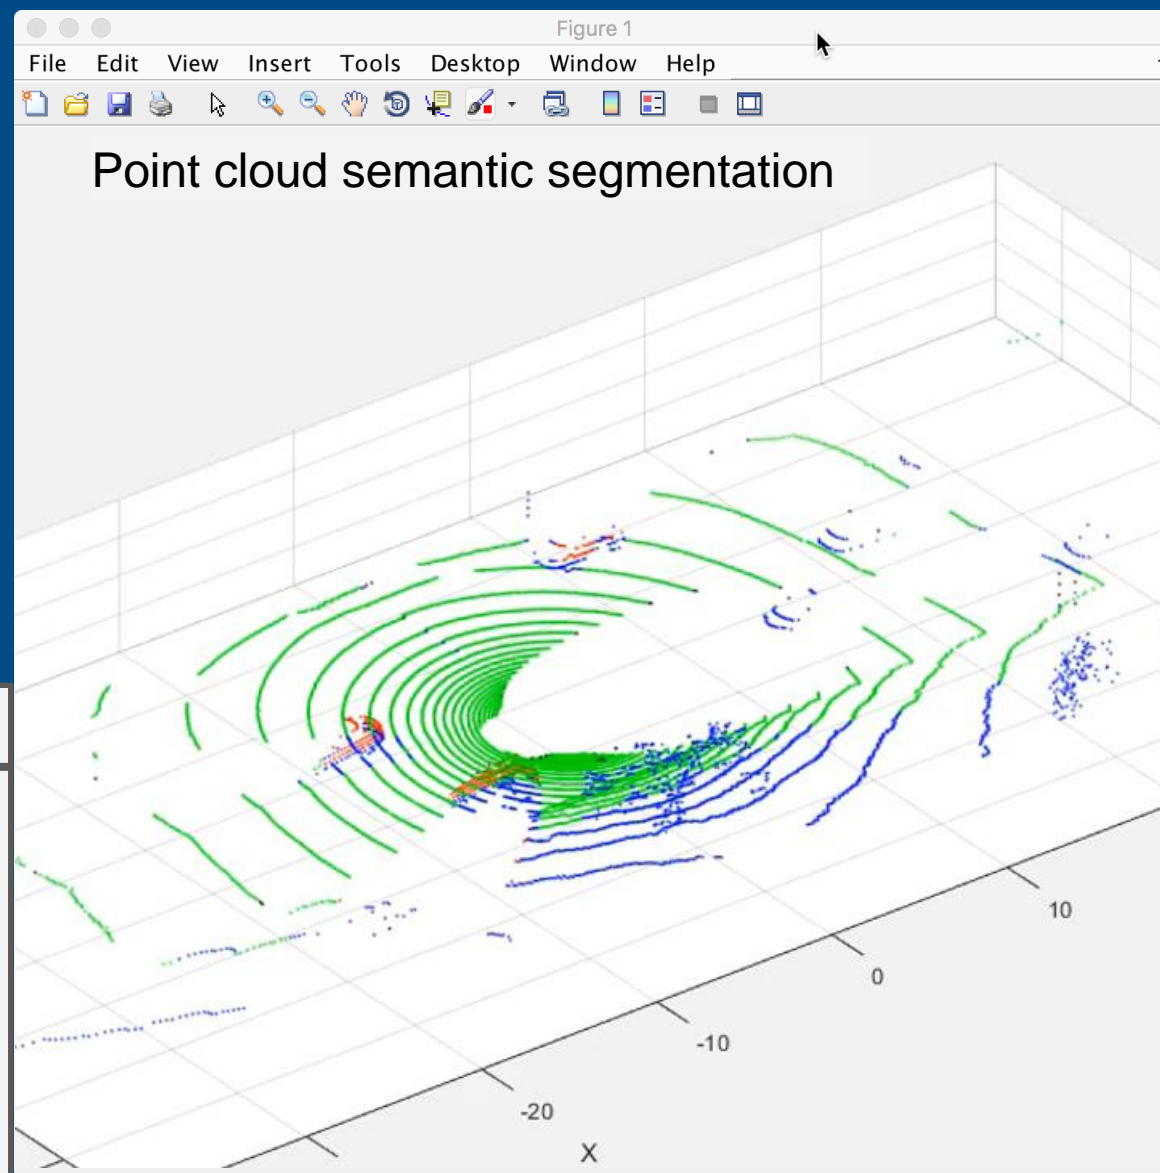 Figure 1
File Edit View Insert Tools Desktop Window Help
Point cloud semantic segmentation
10
0
-10
-20
X